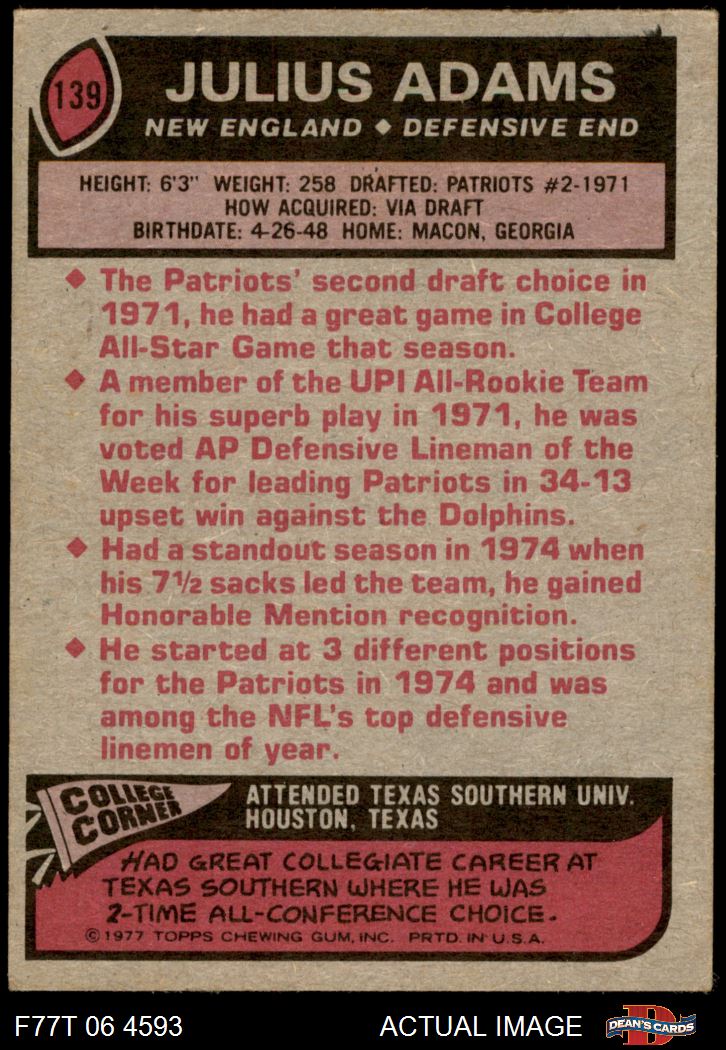 139
JULIUS ADAMS
NEW ENGLAND ♦ DEFENSIVE END
HEIGHT: 6'3" WEIGHT: 258 DRAFTED: PATRIOTS #2-1971
HOW ACQUIRED: VIA DRAFT
BIRTHDATE: 4-26-48 HOME: MACON, GEORGIA
♦ The Patriots' second draft choice in
1971, he had a great game in College
All-Star Game that season.
♦ A member of the UPI All-Rookie Team
for his superb play in 1971, he was
voted AP Defensive Lineman of the
Week for leading Patriots in 34-13
upset win against the Dolphins.
♦ Had a standout season in 1974 when
his 7½ sacks led the team, he gained
Honorable Mention recognition.
♦ He started at 3 different positions
for the Patriots in 1974 and was
among the NFL's top defensive
linemen of year.
COLLEGE
CORNER
ATTENDED TEXAS SOUTHERN UNIV.
HOUSTON, TEXAS
HAD GREAT COLLEGIATE CAREER AT
TEXAS SOUTHERN WHERE HE WAS
2-TIME ALL-CONFERENCE CHOICE.
©1977 TOPPS CHEWING GUM, INC. PRTD. IN U.S.A.
F77T 06 4593
ACTUAL IMAGE
D
DEAN'S CARDS